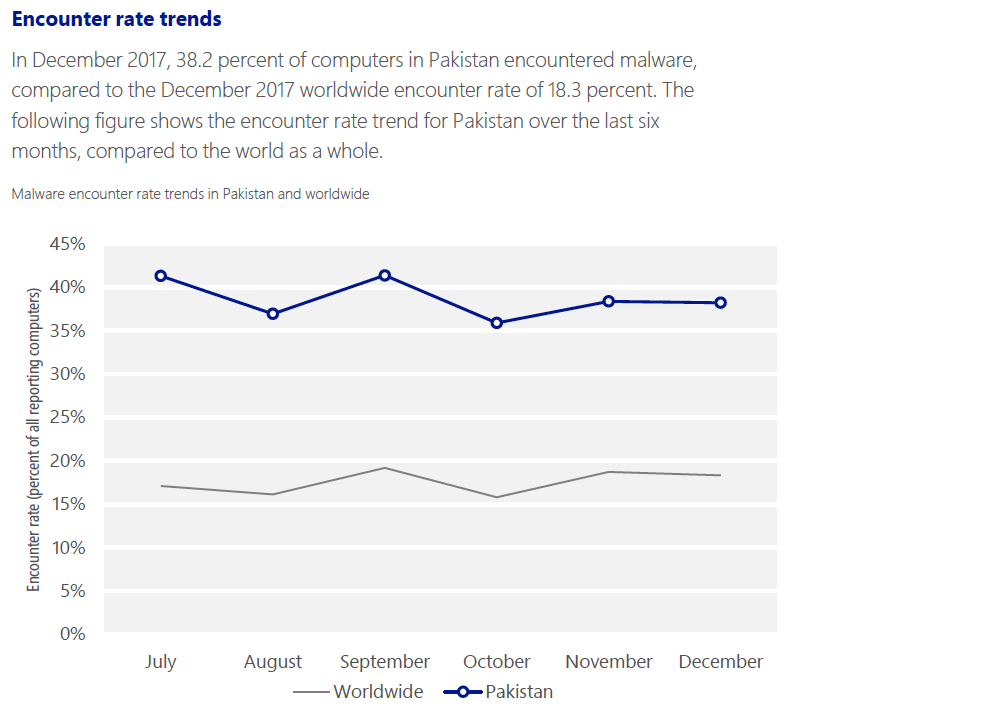 Encounter rate trends
In December 2017, 38.2 percent of computers in Pakistan encountered malware,
compared to the December 2017 worldwide encounter rate of 18.3 percent. The
following figure shows the encounter rate trend for Pakistan over the last six
months, compared to the world as a whole.
Malware encounter rate trends in Pakistan and worldwide
Encounter rate (percent of all reporting computers)
45%
40%
35%
30%
25%
20%
15%
10%
5%
0%
July August September October November December
Worldwide Pakistan